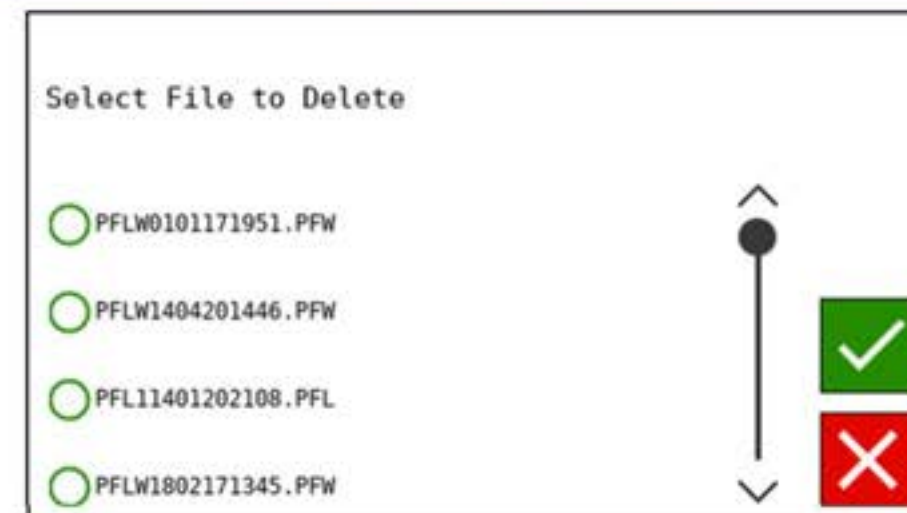 Select File to Delete
PFLW0101171951.PFW
PFLW1404201446.PFW
PFL11401202108.PFL
PFLW1802171345.PFW